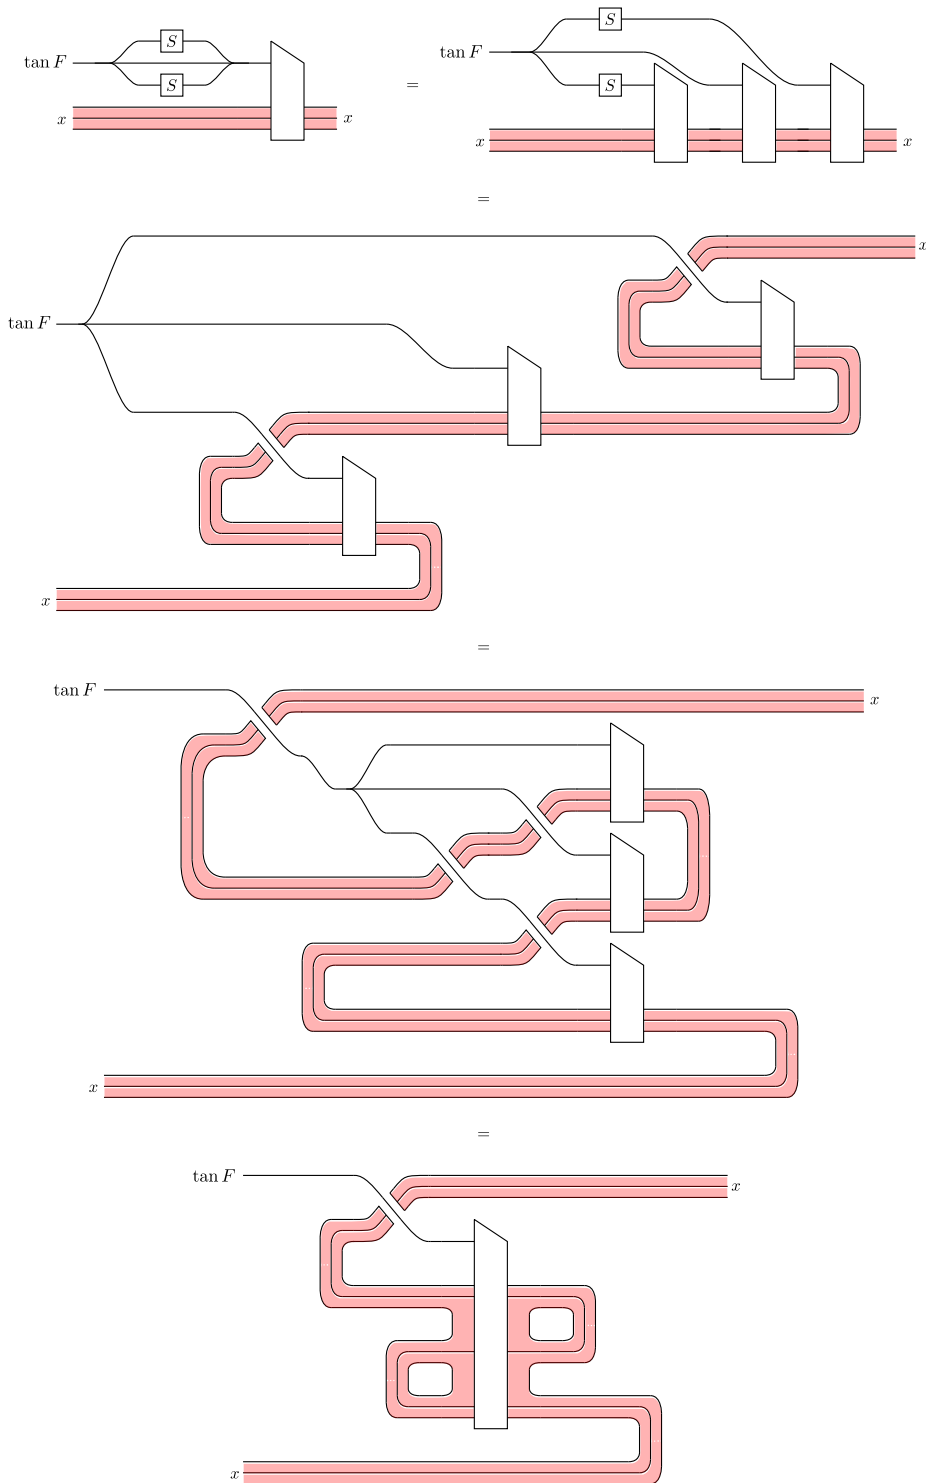 S S
tan F tan F
S = S
x x x x
=
x
tan F
x
=
tan F x
x
=
tan F x
x